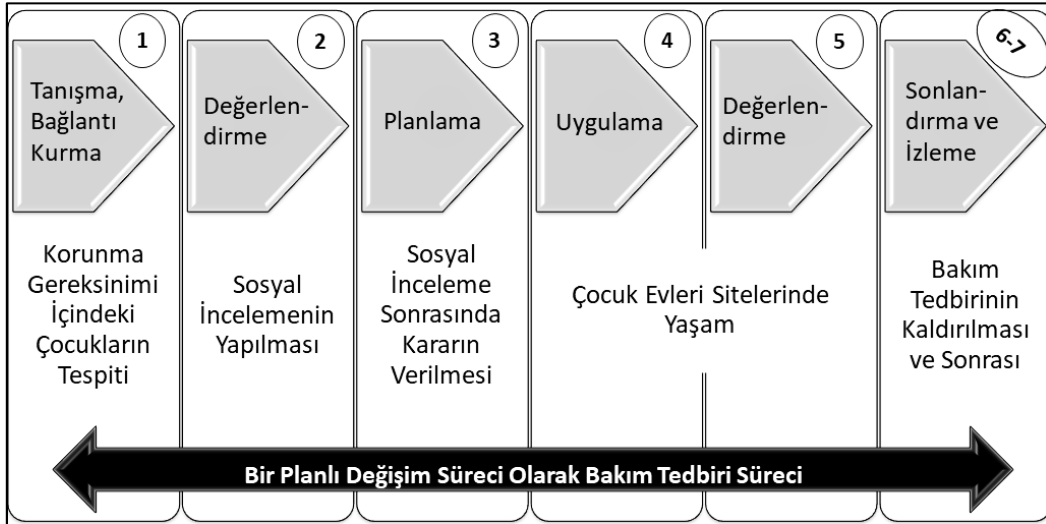 1
Tanışma,
Bağlantı
Kurma
Korunma
Gereksinimi
İçindeki
Çocukların
Tespiti
2
Değerlen-
dirme
Sosyal
İncelemenin
Yapılması
3
Planlama
Sosyal
İnceleme
Sonrasında
Kararın
Verilmesi
4
Uygulama
5
Değerlen-
dirme
Çocuk Evleri Sitelerinde
Yaşam
6-7
Sonlan-
dırma ve
İzleme
Bakım
Tedbirinin
Kaldırılması
ve Sonrası
Bir Planlı Değişim Süreci Olarak Bakım Tedbiri Süreci